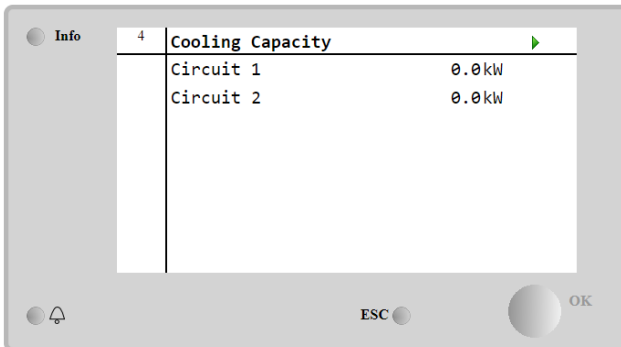 Info
4 Cooling Capacity
Circuit 1 0.0kW
Circuit 2 0.0kW
ESC
OK